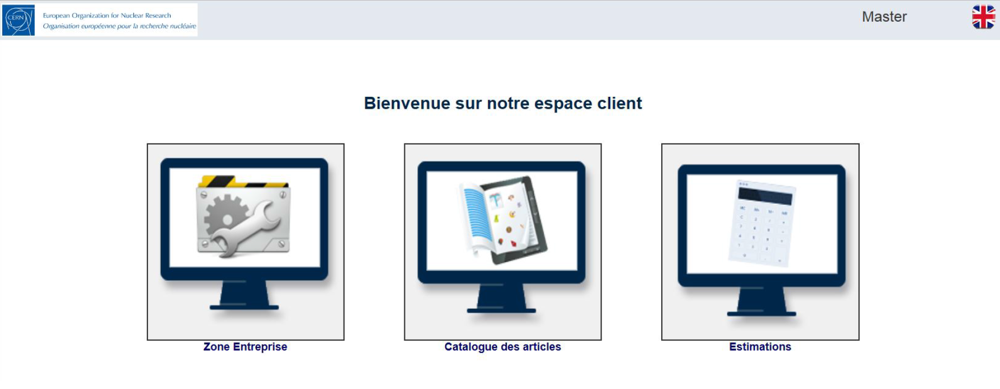 CERN
European Organization for Nuclear Research
Organisation européenne pour la recherche nucléaire
Master
Bienvenue sur notre espace client
Zone Entreprise
Catalogue des articles
Estimations